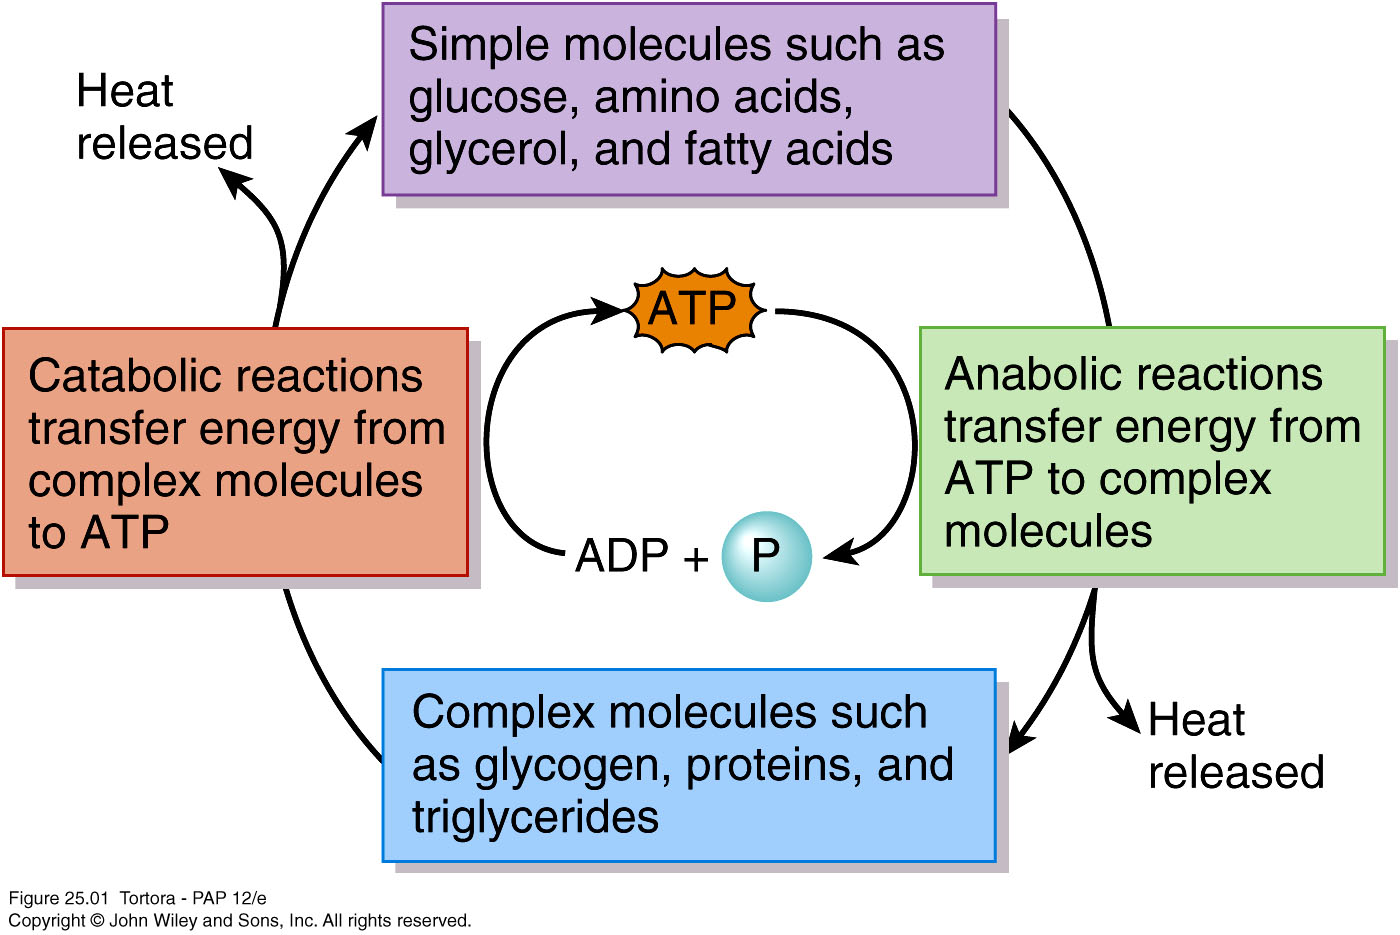 Simple molecules such as
glucose, amino acids,
glycerol, and fatty acids
Heat
released
ATP
Catabolic reactions
transfer energy from
complex molecules
to ATP
Anabolic reactions
transfer energy from
ATP to complex
molecules
ADP + P
Complex molecules such
as glycogen, proteins, and
triglycerides
Heat
released
Figure 25.01 Tortora - PAP 12/e
Copyright © John Wiley and Sons, Inc. All rights reserved.